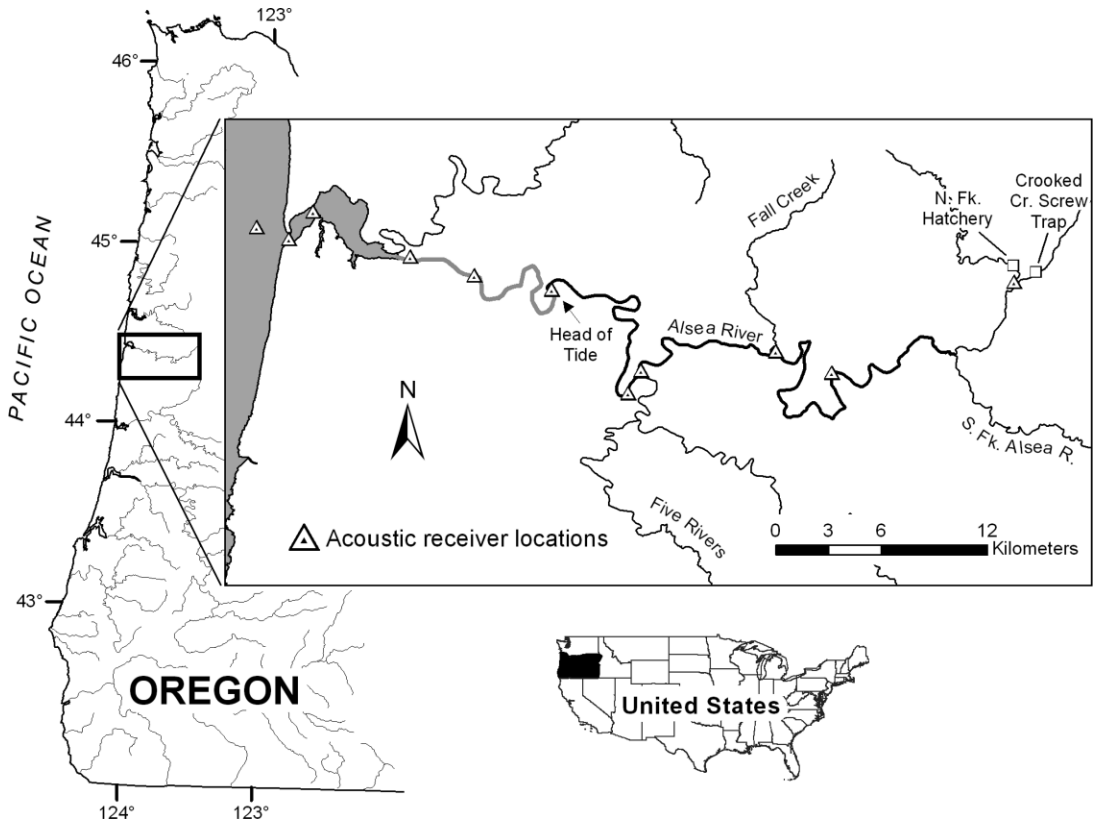 123°
46°
45°
44°
43°
124°
123°
PACIFIC OCEAN
OREGON
Fall Creek
N. Fk.
Hatchery
Crooked
Cr. Screw
Trap
Head of
Tide
Alsea River
S. Fk. Alsea R.
Five Rivers
N
Acoustic receiver locations
0 3 6 12
Kilometers
United States